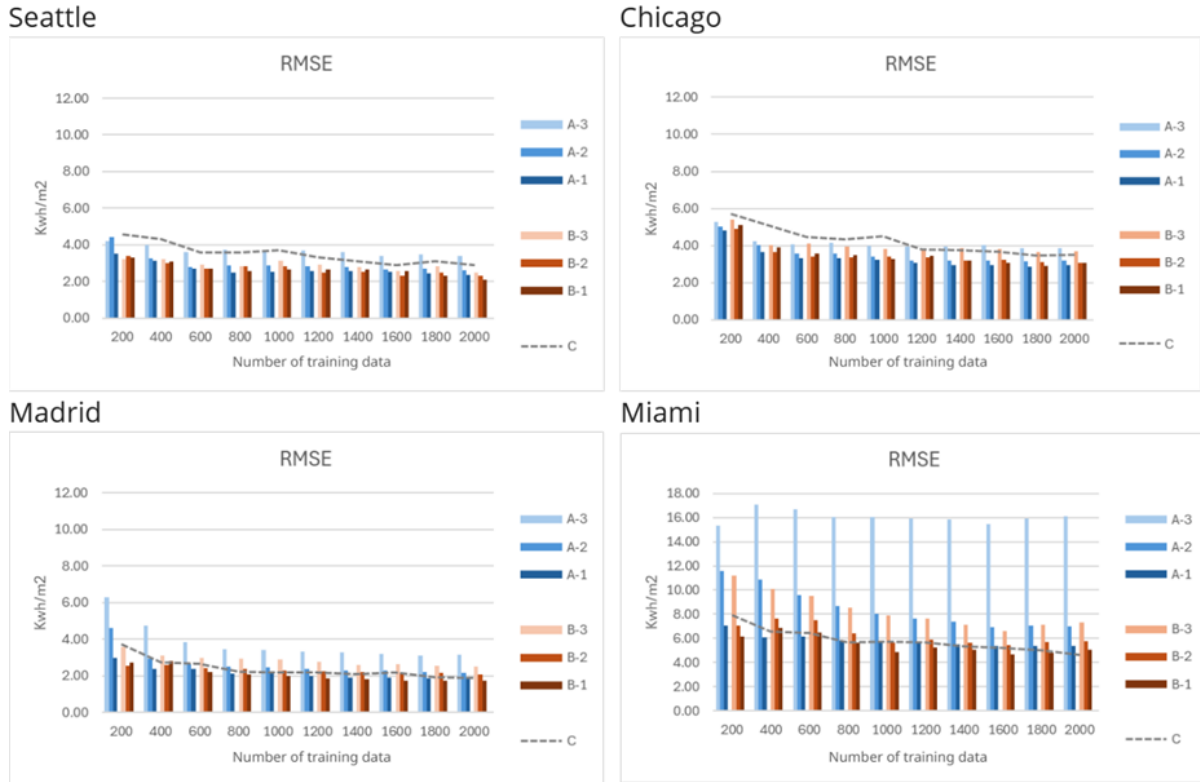 Seattle
RMSE
12.00
10.00
8.00
6.00
4.00
2.00
0.00
Kwh/m2
200 400 600 800 1000 1200 1400 1600 1800 2000
Number of training data
A-3
A-2
A-1
B-3
B-2
B-1
C
Chicago
RMSE
12.00
10.00
8.00
6.00
4.00
2.00
0.00
Kwh/m2
200 400 600 800 1000 1200 1400 1600 1800 2000
Number of training data
A-3
A-2
A-1
B-3
B-2
B-1
C
Madrid
RMSE
12.00
10.00
8.00
6.00
4.00
2.00
0.00
Kwh/m2
200 400 600 800 1000 1200 1400 1600 1800 2000
Number of training data
A-3
A-2
A-1
B-3
B-2
B-1
C
Miami
RMSE
18.00
16.00
14.00
12.00
10.00
8.00
6.00
4.00
2.00
0.00
Kwh/m2
200 400 600 800 1000 1200 1400 1600 1800 2000
Number of training data
A-3
A-2
A-1
B-3
B-2
B-1
C